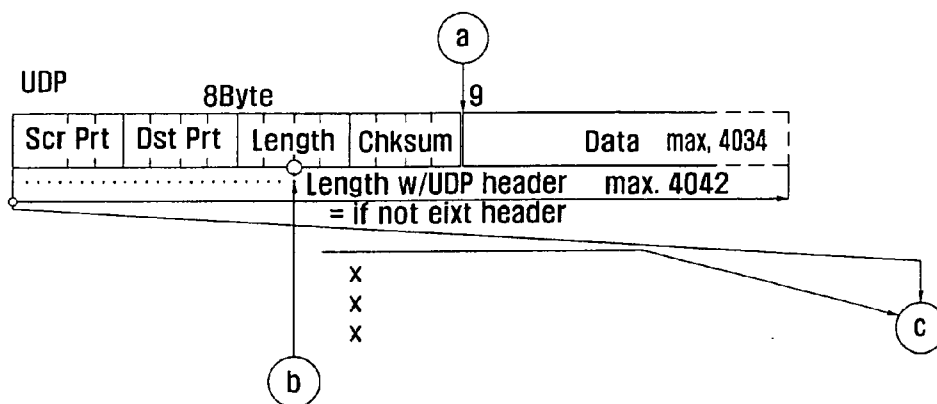 a
UDP
8Byte 9
Scr Prt Dst Prt Length Chksum Data max, 4034
Length w/UDP header max. 4042
= if not eixt header
x
x
x
c
b